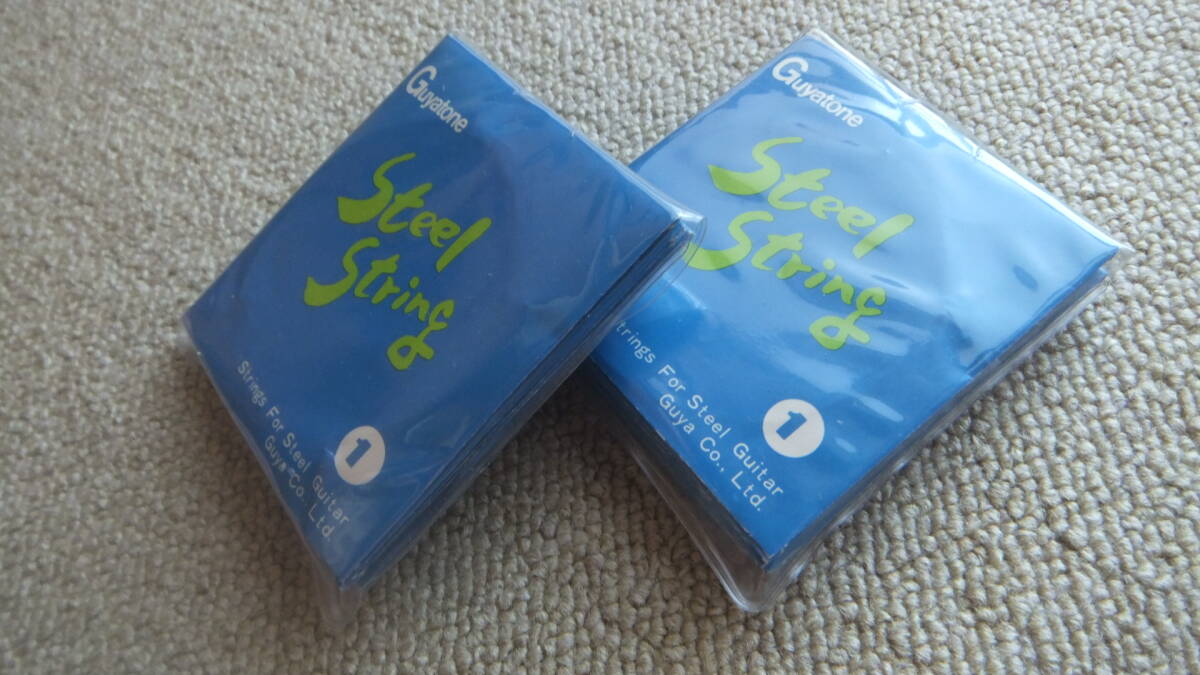 Guyatone
Steel
String
1
Strings For Steel Guitar
Guya Co., Ltd.
Guyatone
Steel
String
1
trings For Steel Guitar
Guya Co., Ltd.